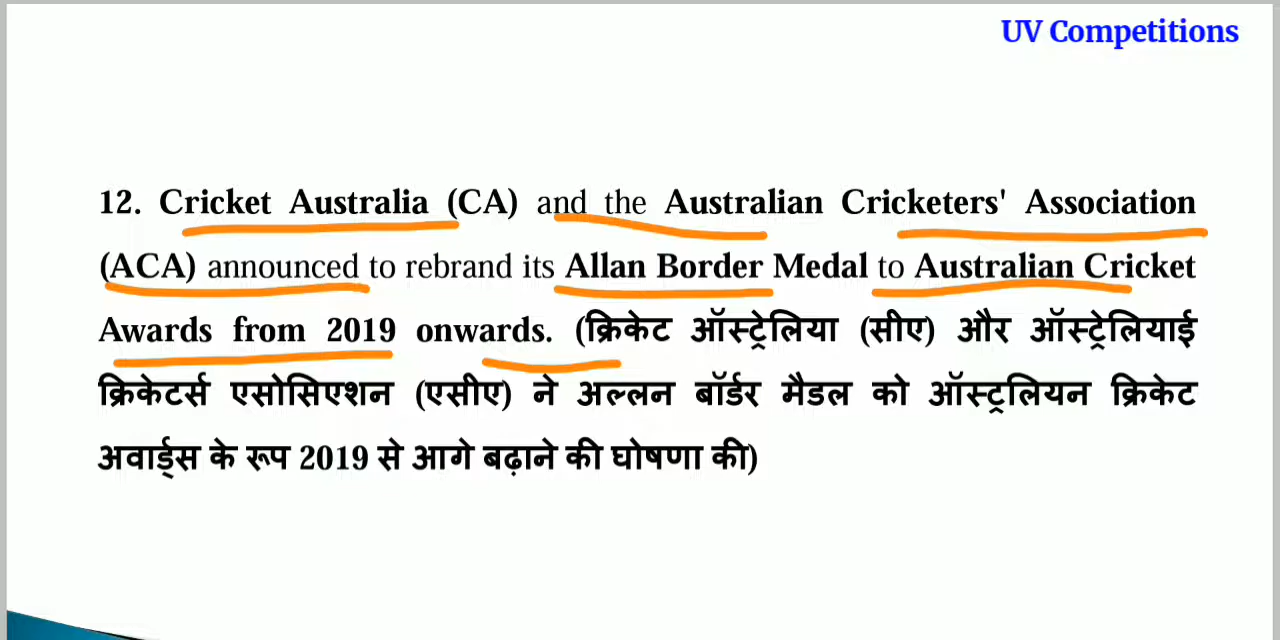 UV Competitions
12. Cricket Australia (CA) and the Australian Cricketers' Association
(ACA) announced to rebrand its Allan Border Medal to Australian Cricket
Awards from 2019 onwards. (क्रिकेट ऑस्ट्रेलिया (सीए) और ऑस्ट्रेलियाई
क्रिकेटर्स एसोसिएशन (एसीए) ने अल्लन बॉर्डर मैडल को ऑस्ट्रलियन क्रिकेट
अवार्ड्स के रूप 2019 से आगे बढ़ाने की घोषणा की)